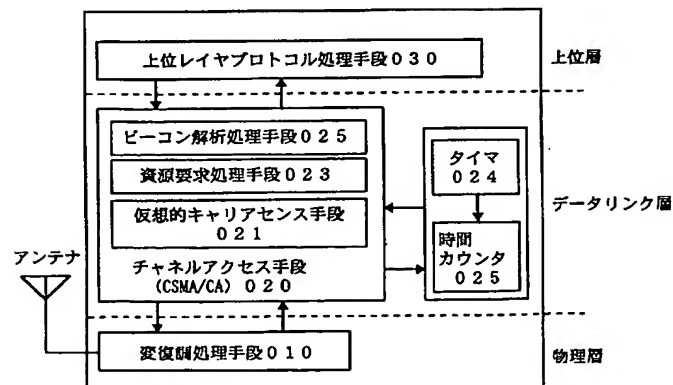 上位レイヤプロトコル処理手段０３０
上位層
ビーコン解析処理手段０２５
資源要求処理手段０２３
仮想的キャリアセンス手段
０２１
チャネルアクセス手段
(CSMA/CA) ０２０
タイマ
０２４
時間
カウンタ
０２５
データリンク層
アンテナ
変復調処理手段０１０
物理層